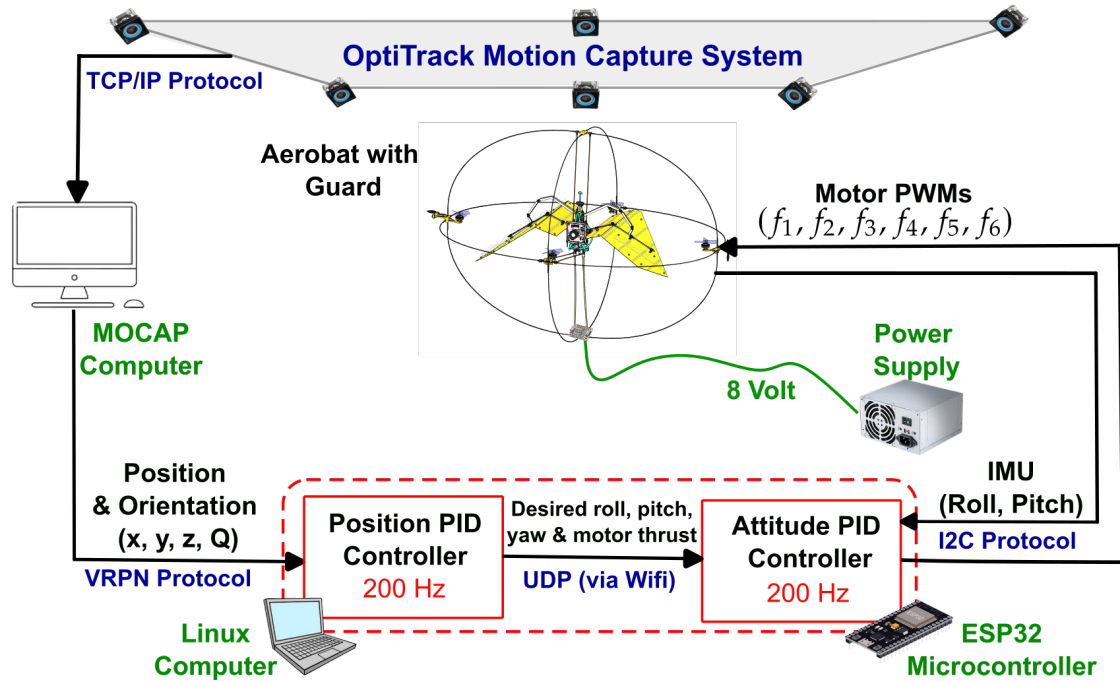 OptiTrack Motion Capture System
TCP/IP Protocol
Aerobat with
Guard
Motor PWMs
(f₁, f₂, f₃, f₄, f₅, f₆)
MOCAP
Computer
Power
Supply
8 Volt
Position
& Orientation
(x, y, z, Q)
VRPN Protocol
Position PID
Controller
200 Hz
Desired roll, pitch,
yaw & motor thrust
UDP (via Wifi)
Attitude PID
Controller
200 Hz
IMU
(Roll, Pitch)
I2C Protocol
Linux
Computer
ESP32
Microcontroller